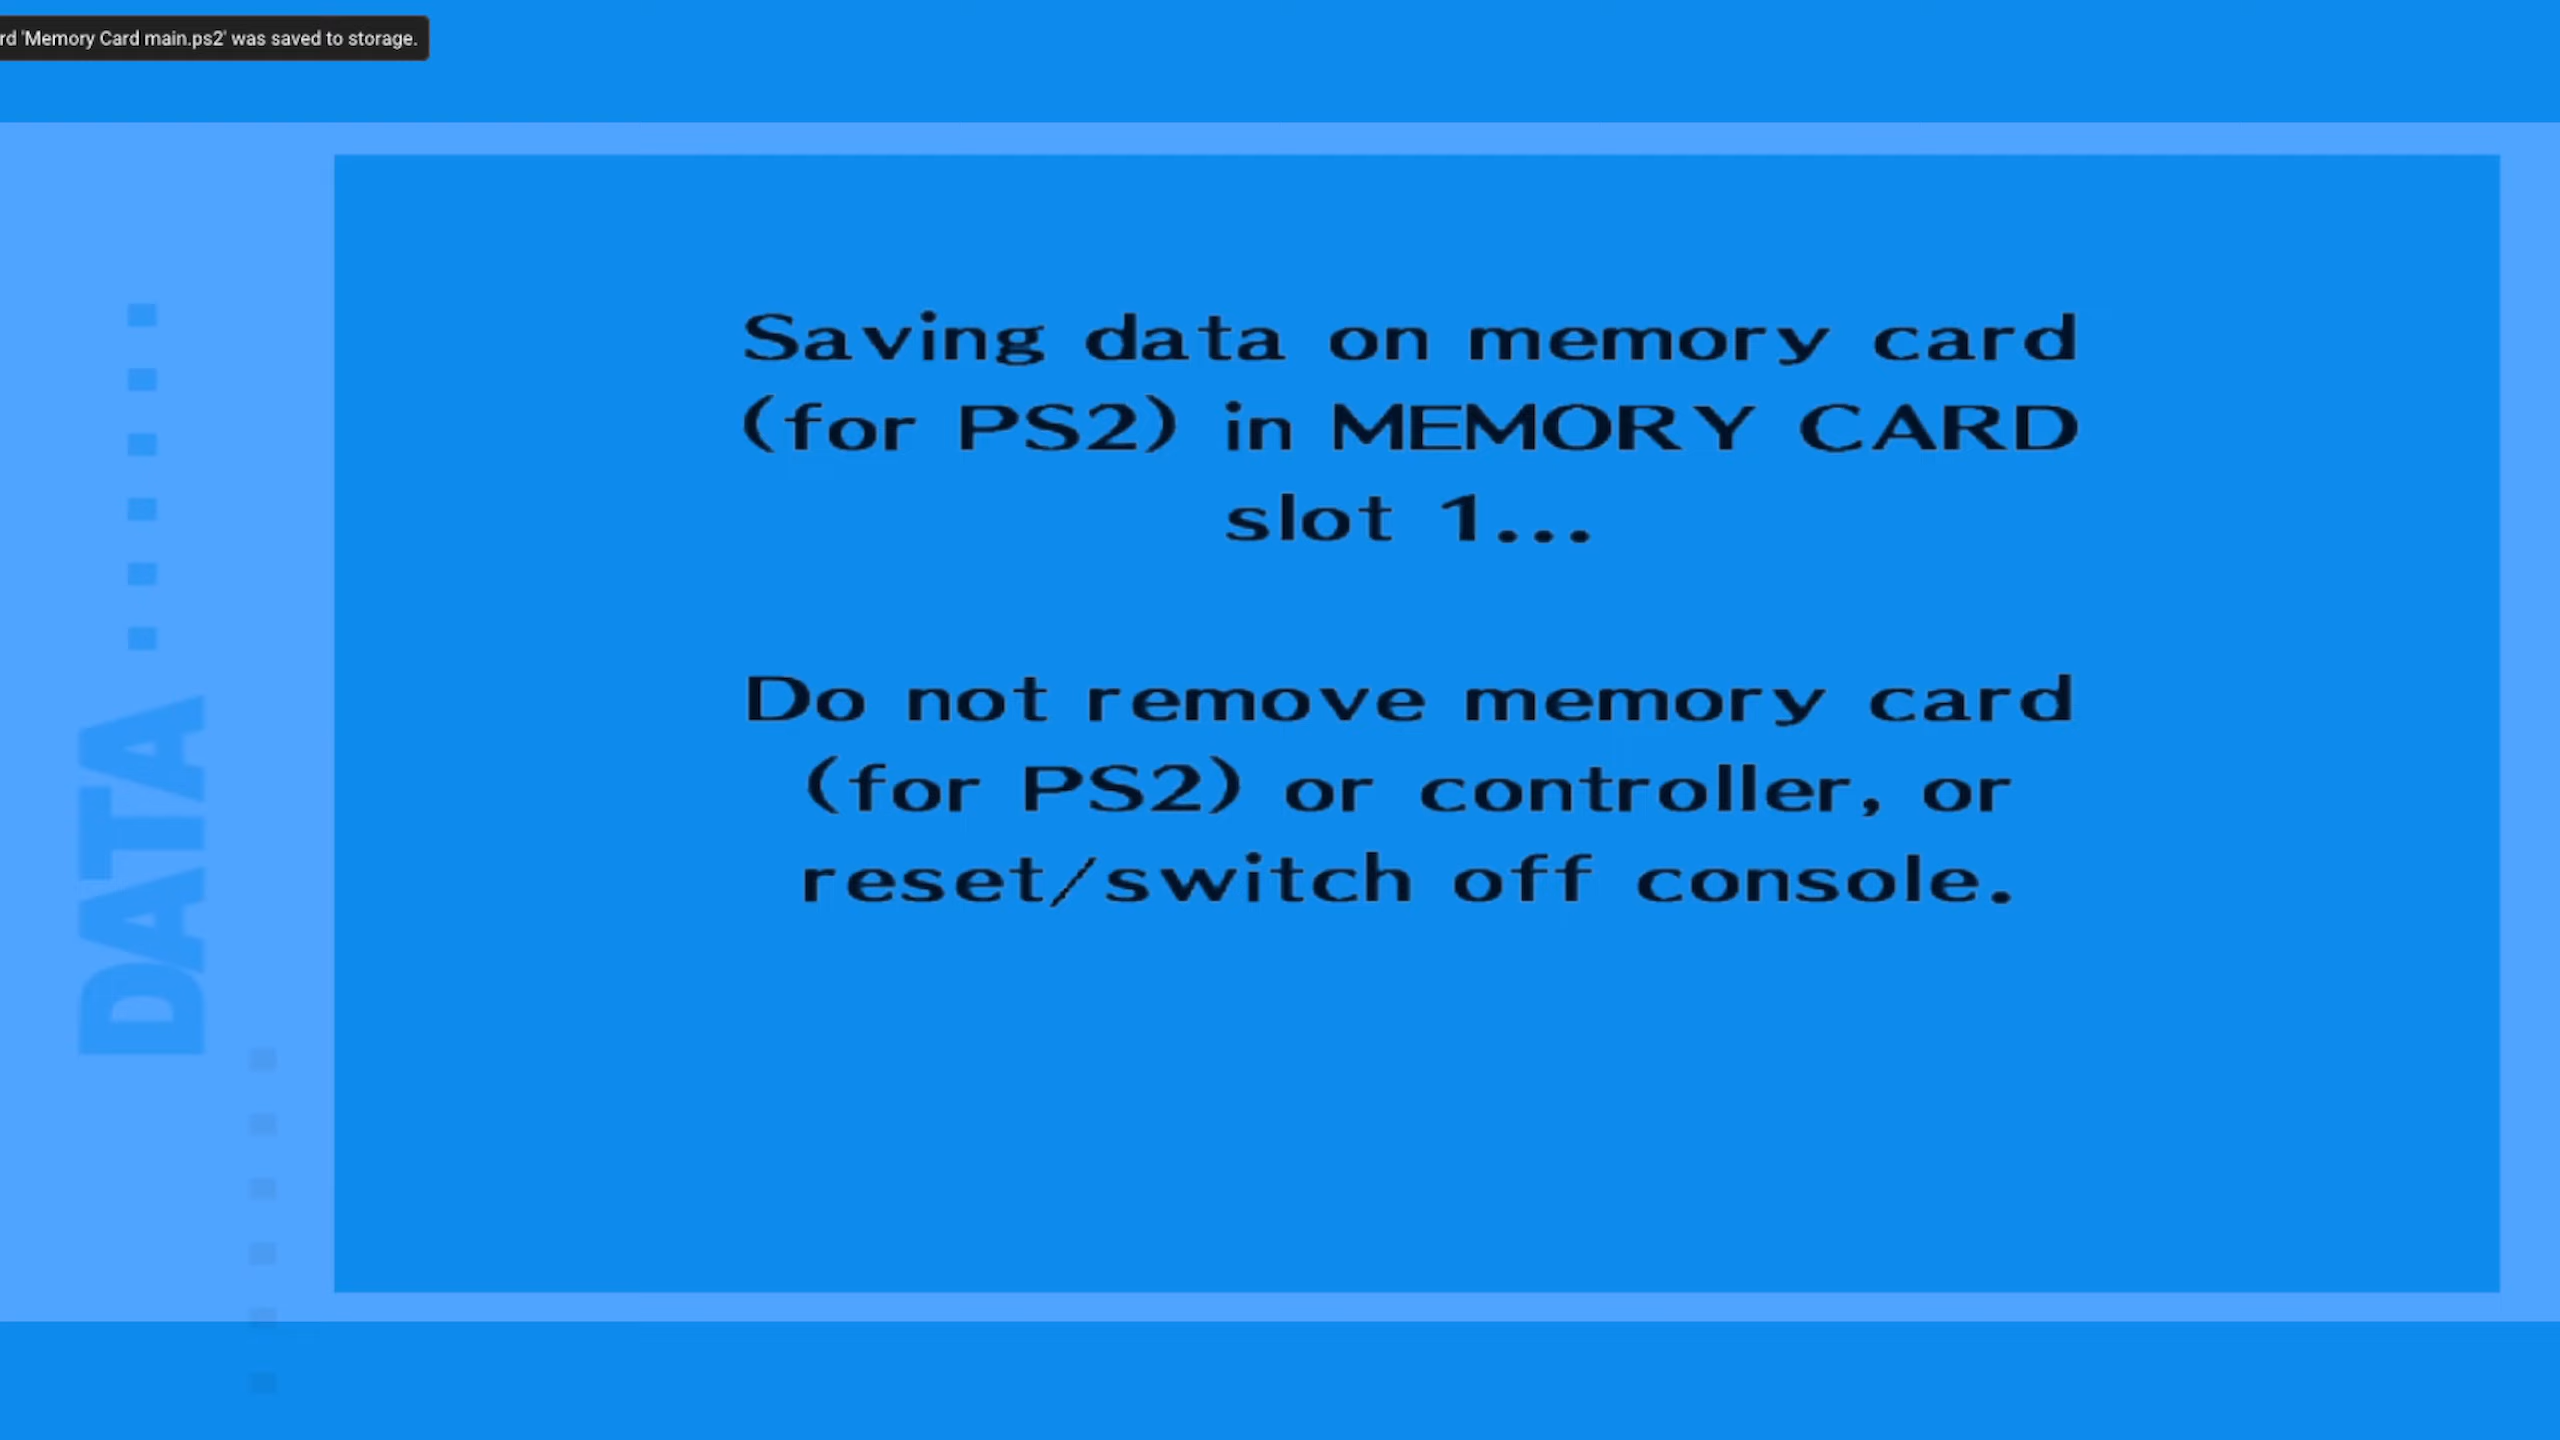 rd 'Memory Card main.ps2' was saved to storage.
Saving data on memory card
(for PS2) in MEMORY CARD
slot 1...
Do not remove memory card
(for PS2) or controller, or
reset/switch off console.
DATA